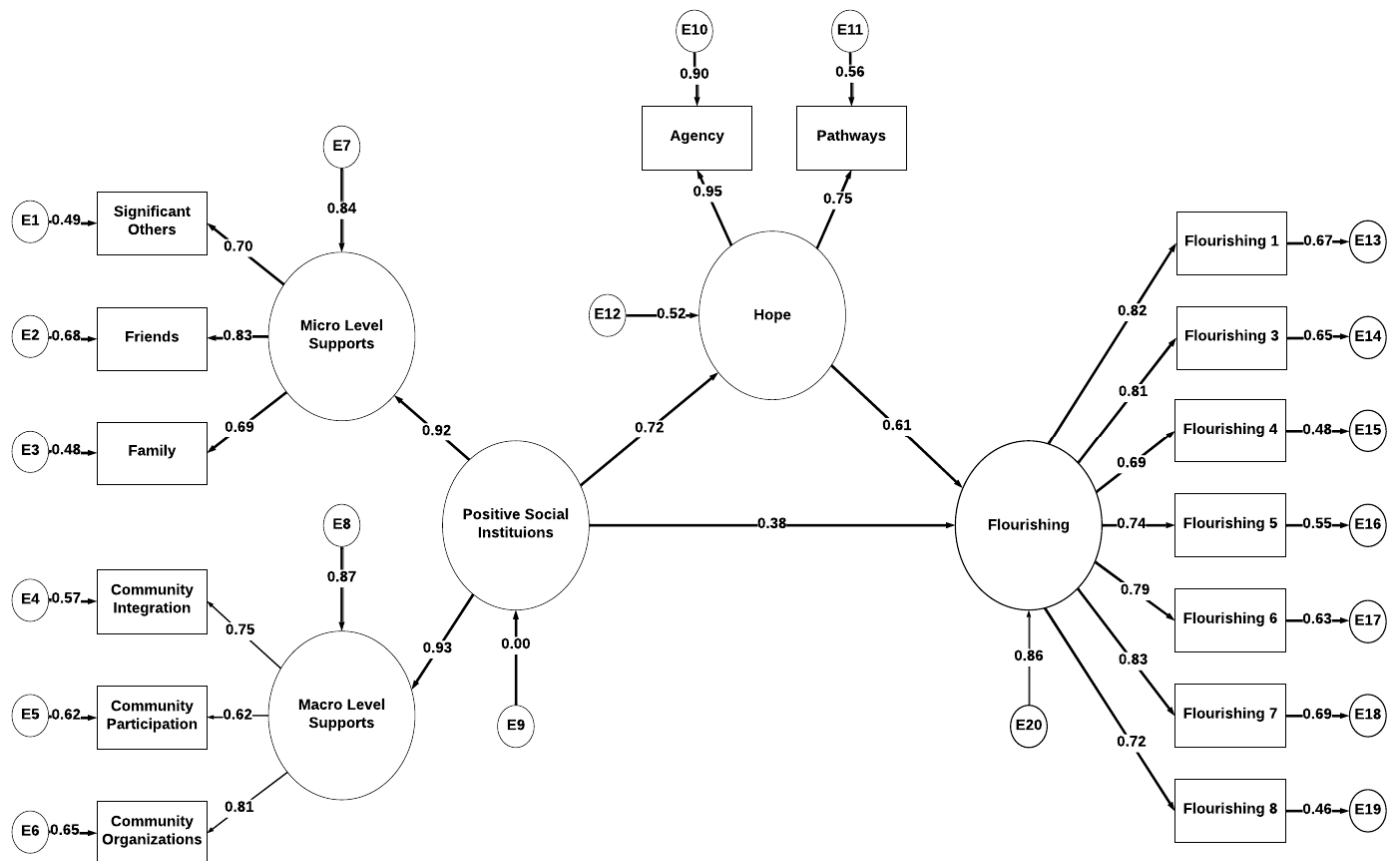 E10
E11
0.90
0.56
Agency
Pathways
E7
0.95
0.75
0.84
E1
0.49
Significant
Others
0.70
Flourishing 1
0.67
E13
E12
0.52
Hope
0.82
E2
0.68
Friends
0.83
Micro Level
Supports
Flourishing 3
0.65
E14
0.81
E3
0.48
Family
0.69
0.92
0.72
0.61
Flourishing 4
0.48
E15
0.69
E8
Positive Social
Instituions
0.38
Flourishing
0.74
Flourishing 5
0.55
E16
0.87
E4
0.57
Community
Integration
0.75
0.79
Flourishing 6
0.63
E17
0.93
0.00
0.86
0.83
E5
0.62
Community
Participation
0.62
Macro Level
Supports
E9
E20
Flourishing 7
0.69
E18
0.72
E6
0.65
Community
Organizations
0.81
Flourishing 8
0.46
E19